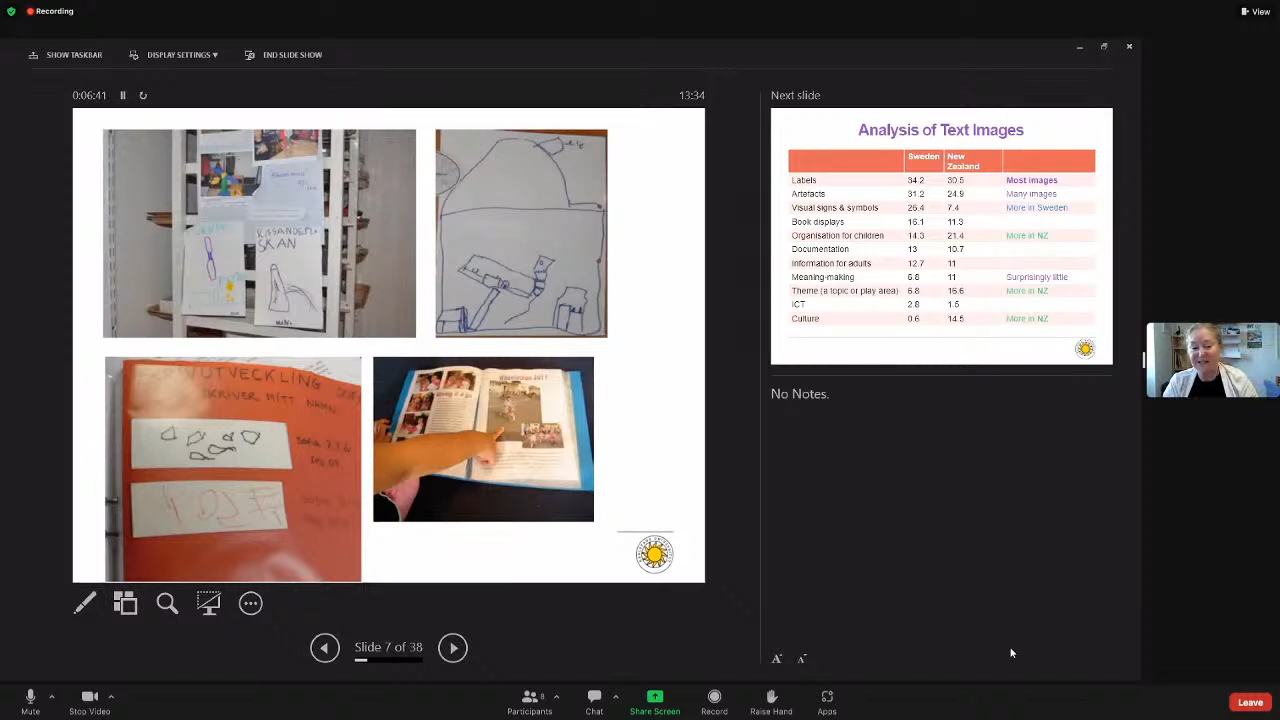 Recording
View
SHOW TASKBAR
DISPLAY SETTINGS ▾
END SLIDE SHOW
0:06:41
13:34
Next slide
Analysis of Text Images
Sweden New Zealand
Labels 34.2 30.5 Most images
Artefacts 31.2 24.9 Many images
Visual signs & symbols 26.4 7.4 More in Sweden
Book displays 16.1 11.3
Organisation for children 14.3 21.4 More in NZ
Documentation 13 10.7
Information for adults 12.7 11
Meaning-making 6.8 11 Surprisingly little
Theme (a topic or play area) 6.8 16.6 More in NZ
ICT 2.8 1.5
Culture 0.6 14.5 More in NZ
No Notes.
SKAN
SKRIVER MITT NAMN
Slide 7 of 38
A A
Mute
Stop Video
Participants
8
Chat
Share Screen
Record
Raise Hand
Apps
Leave